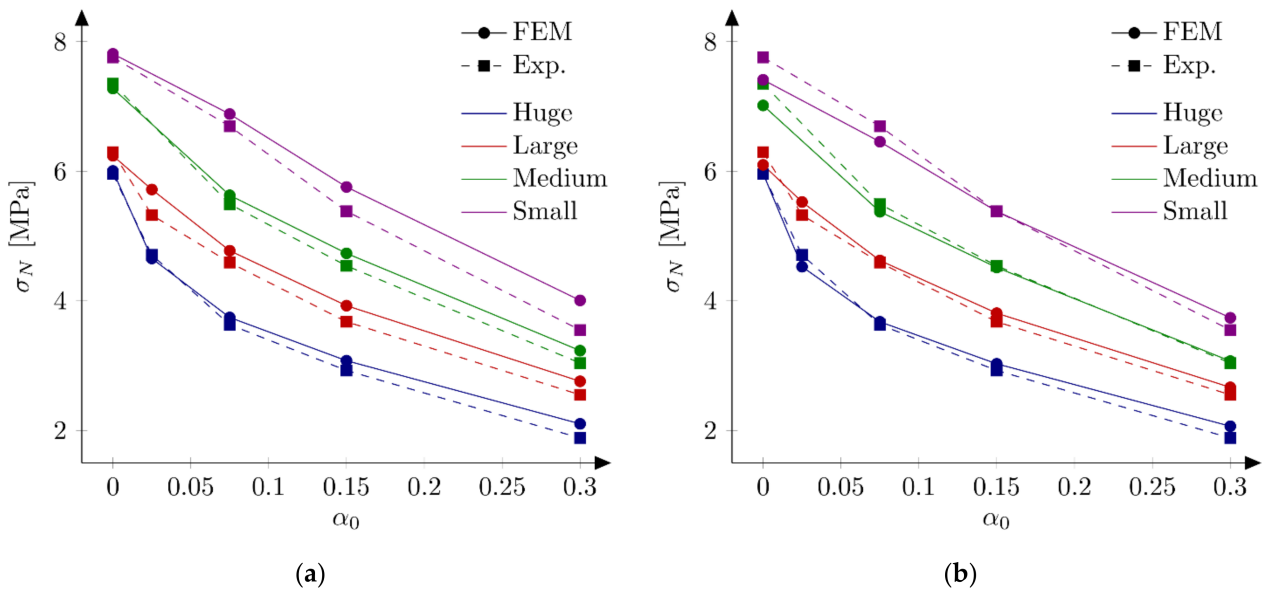 8
6
4
2
σN [MPa]
FEM
Exp.
Huge
Large
Medium
Small
0 0.05 0.1 0.15 0.2 0.25 0.3
α0
(a)
8
6
4
2
σN [MPa]
FEM
Exp.
Huge
Large
Medium
Small
0 0.05 0.1 0.15 0.2 0.25 0.3
α0
(b)